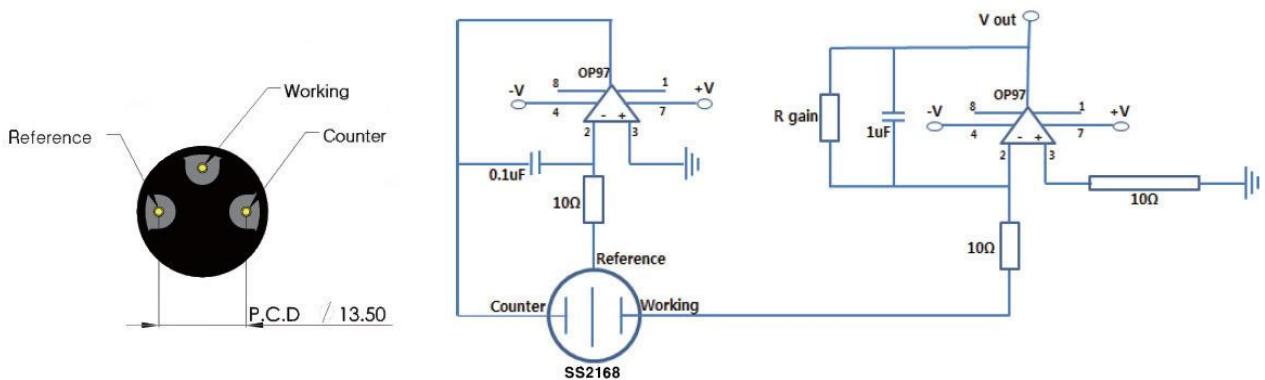 Working
Reference
Counter
P.C.D / 13.50
OP97
8
1
-V
+V
4
7
- +
2
3
0.1uF
10Ω
Reference
Counter
Working
SS2168
V out
R gain
1uF
OP97
8
1
-V
+V
4
7
- +
2
3
10Ω
10Ω